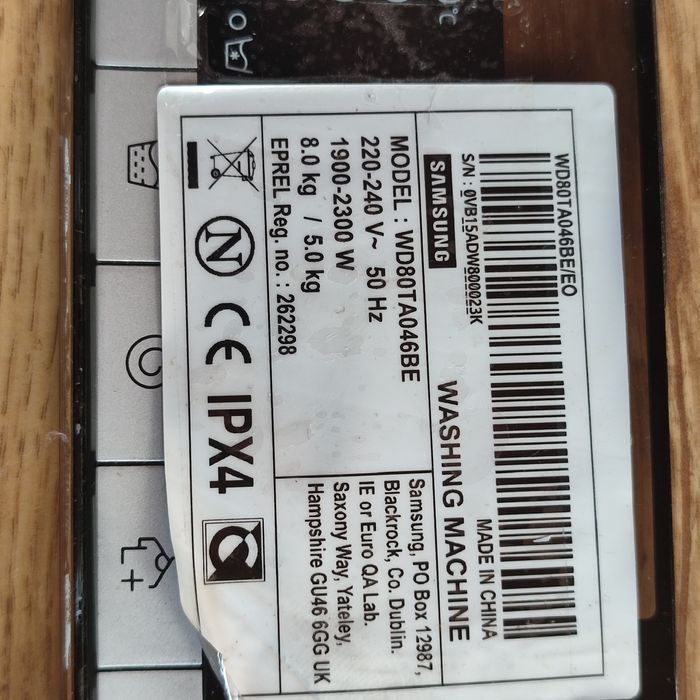 WD80TA046BE/EO
S/N : 0VB15ADW800023K
MADE IN CHINA
SAMSUNG
WASHING MACHINE
MODEL : WD80TA046BE
220-240 V~ 50 Hz
1900-2300 W
8.0 kg / 5.0 kg
EPREL Reg. no.: 262298
Samsung, PO Box 12987,
Blackrock, Co. Dublin.
IE or Euro QA Lab.
Saxony Way, Yateley,
Hampshire GU46 6GG UK
N CE IPX4
°C